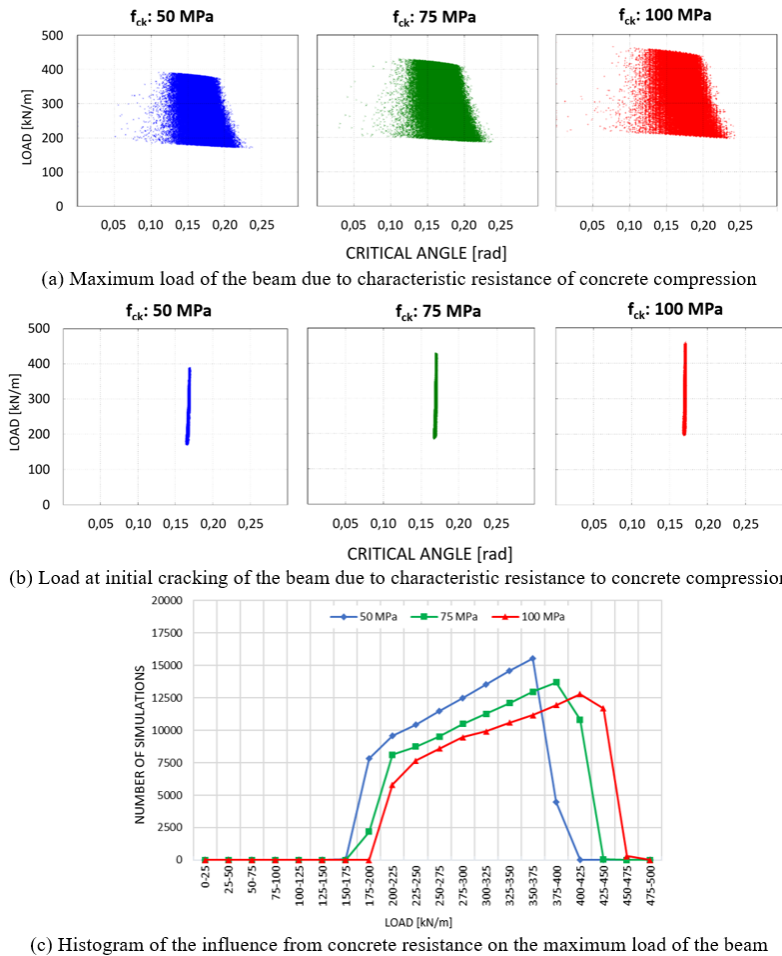 f_ck: 50 MPa f_ck: 75 MPa f_ck: 100 MPa
500
400
300
200
100
0
LOAD [kN/m]
0,05 0,10 0,15 0,20 0,25 0,05 0,10 0,15 0,20 0,25 0,05 0,10 0,15 0,20 0,25
CRITICAL ANGLE [rad]
(a) Maximum load of the beam due to characteristic resistance of concrete compression
f_ck: 50 MPa f_ck: 75 MPa f_ck: 100 MPa
500
400
300
200
100
0
LOAD [kN/m]
0,05 0,10 0,15 0,20 0,25 0,05 0,10 0,15 0,20 0,25 0,05 0,10 0,15 0,20 0,25
CRITICAL ANGLE [rad]
(b) Load at initial cracking of the beam due to characteristic resistance to concrete compression
20000
17500
15000
12500
10000
7500
5000
2500
0
NUMBER OF SIMULATIONS
50 MPa 75 MPa 100 MPa
0-25 25-50 50-75 75-100 100-125 125-150 150-175 175-200 200-225 225-250 250-275 275-300 300-325 325-350 350-375 375-400 400-425 425-450 450-475 475-500
LOAD [kN/m]
(c) Histogram of the influence from concrete resistance on the maximum load of the beam